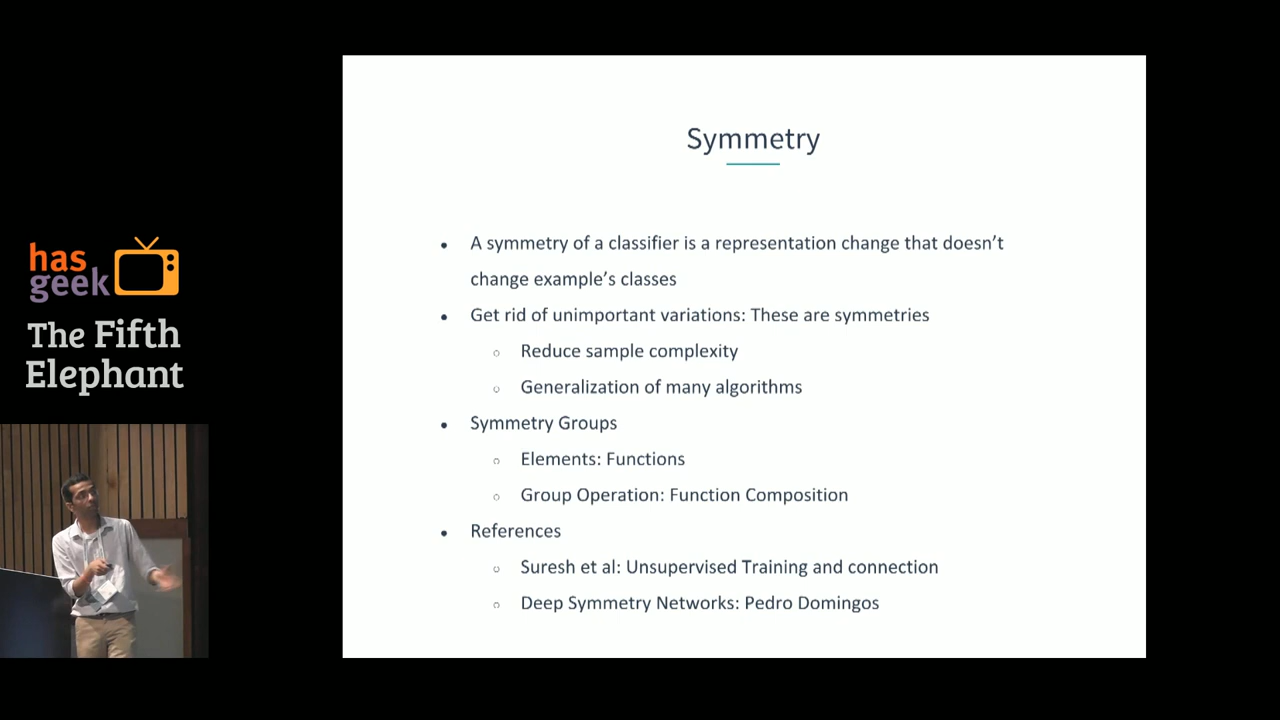 has
geek
The Fifth
Elephant
Symmetry
A symmetry of a classifier is a representation change that doesn’t
change example’s classes
Get rid of unimportant variations: These are symmetries
Reduce sample complexity
Generalization of many algorithms
Symmetry Groups
Elements: Functions
Group Operation: Function Composition
References
Suresh et al: Unsupervised Training and connection
Deep Symmetry Networks: Pedro Domingos